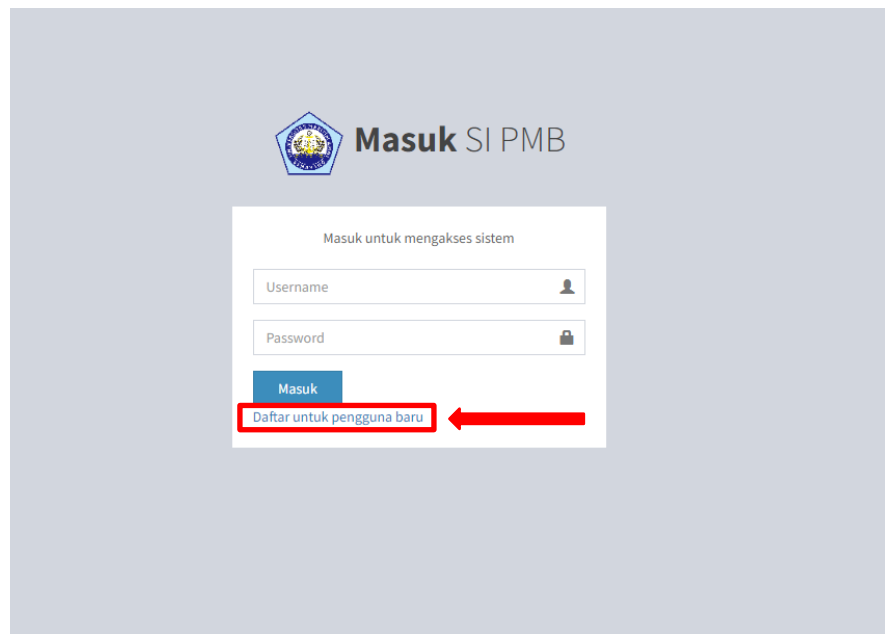 Masuk SI PMB
Masuk untuk mengakses sistem
Username
Password
Masuk
Daftar untuk pengguna baru